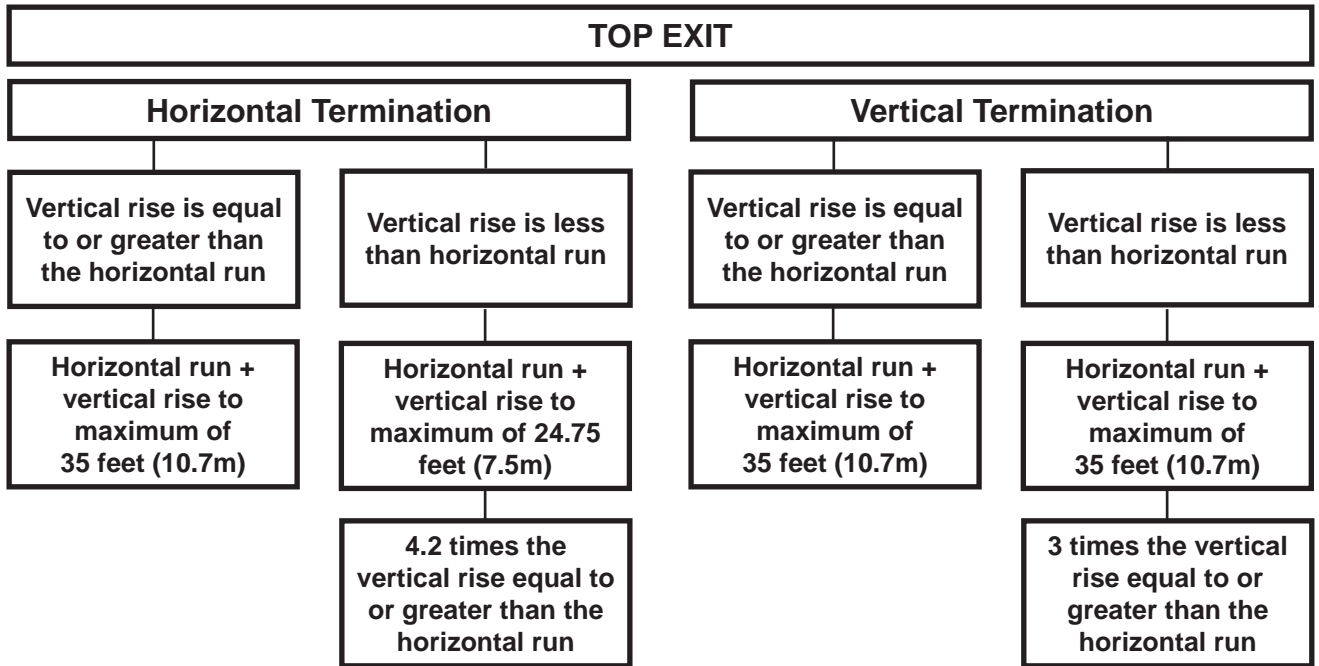 TOP EXIT
Horizontal Termination
Vertical rise is equal
to or greater than
the horizontal run
Horizontal run +
vertical rise to
maximum of
35 feet (10.7m)
Vertical rise is less
than horizontal run
Horizontal run +
vertical rise to
maximum of 24.75
feet (7.5m)
4.2 times the
vertical rise equal to
or greater than the
horizontal run
Vertical Termination
Vertical rise is equal
to or greater than
the horizontal run
Horizontal run +
vertical rise to
maximum of
35 feet (10.7m)
Vertical rise is less
than horizontal run
Horizontal run +
vertical rise to
maximum of
35 feet (10.7m)
3 times the vertical
rise equal to or
greater than the
horizontal run